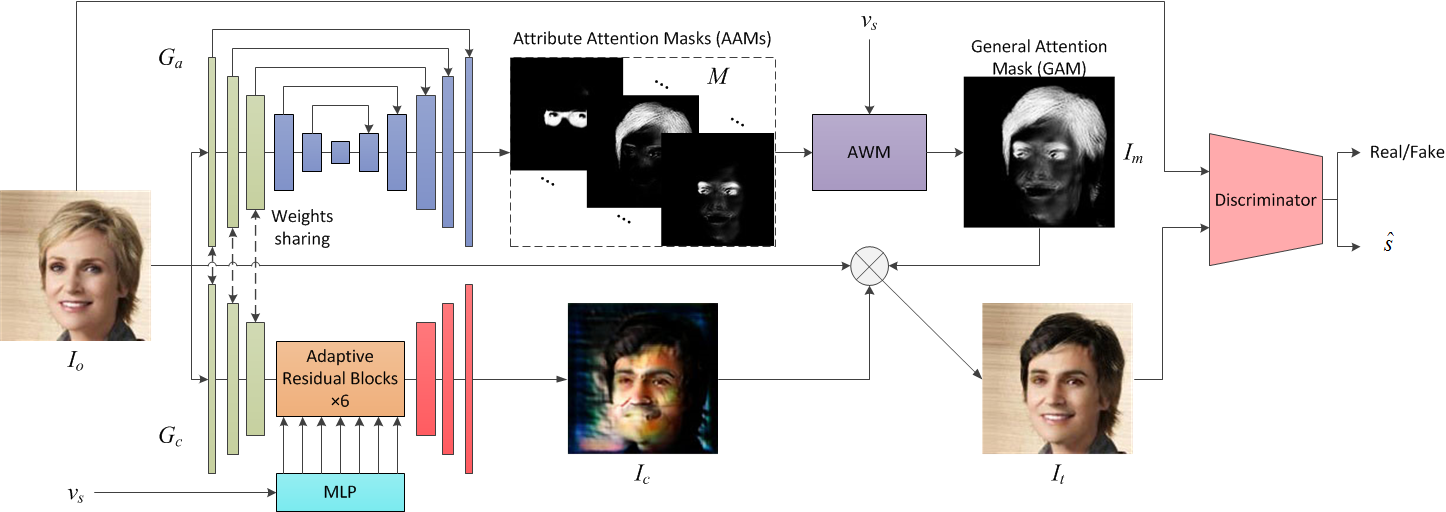 G_a
Attribute Attention Masks (AAMs)
M
v_s
General Attention
Mask (GAM)
AWM
I_m
Real/Fake
Discriminator
ŝ
Weights
sharing
I_o
Adaptive
Residual Blocks
×6
G_c
I_c
I_t
v_s
MLP